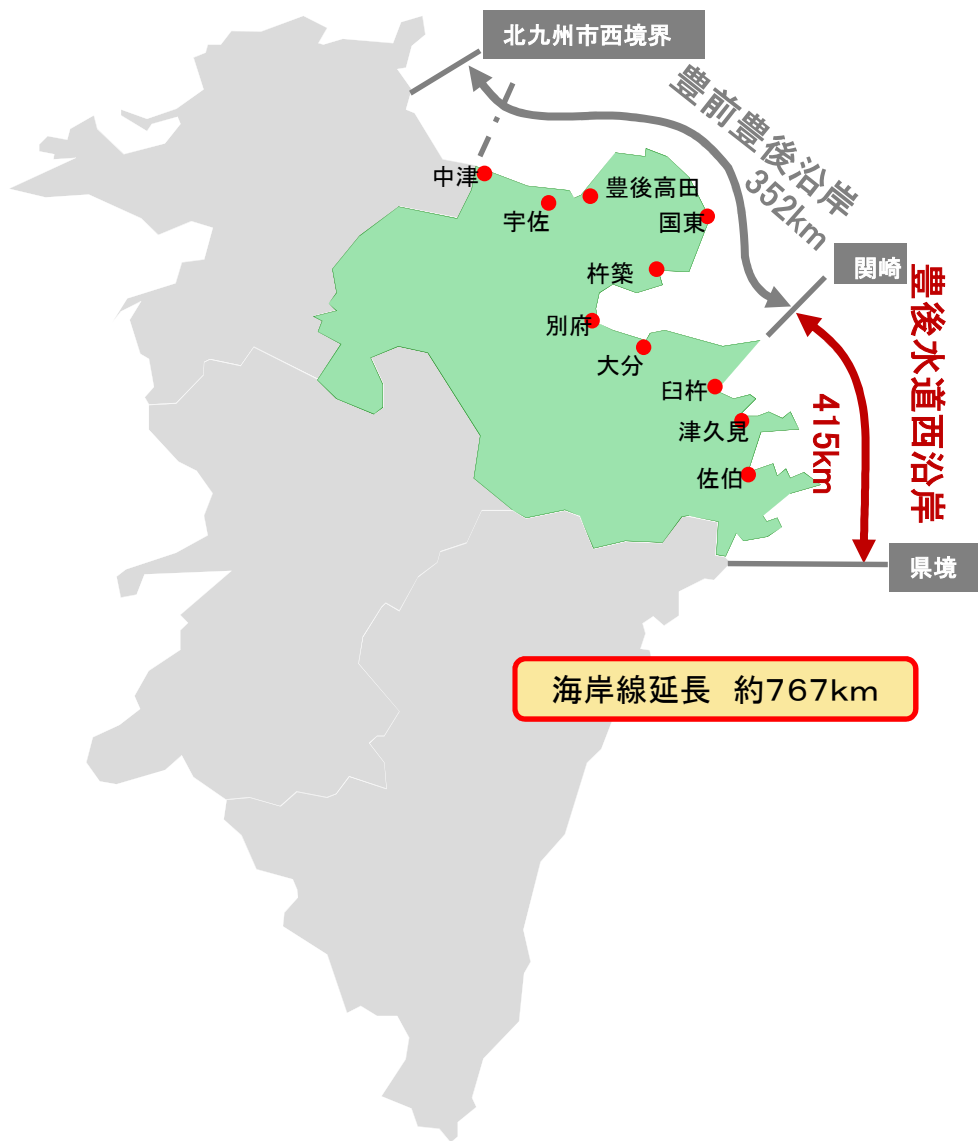 北九州市西境界
豊前豊後沿岸
352km
中津
豊後高田
宇佐
国東
関崎
杵築
豊後水道西沿岸
415km
別府
大分
臼杵
津久見
佐伯
県境
海岸線延長　約767km